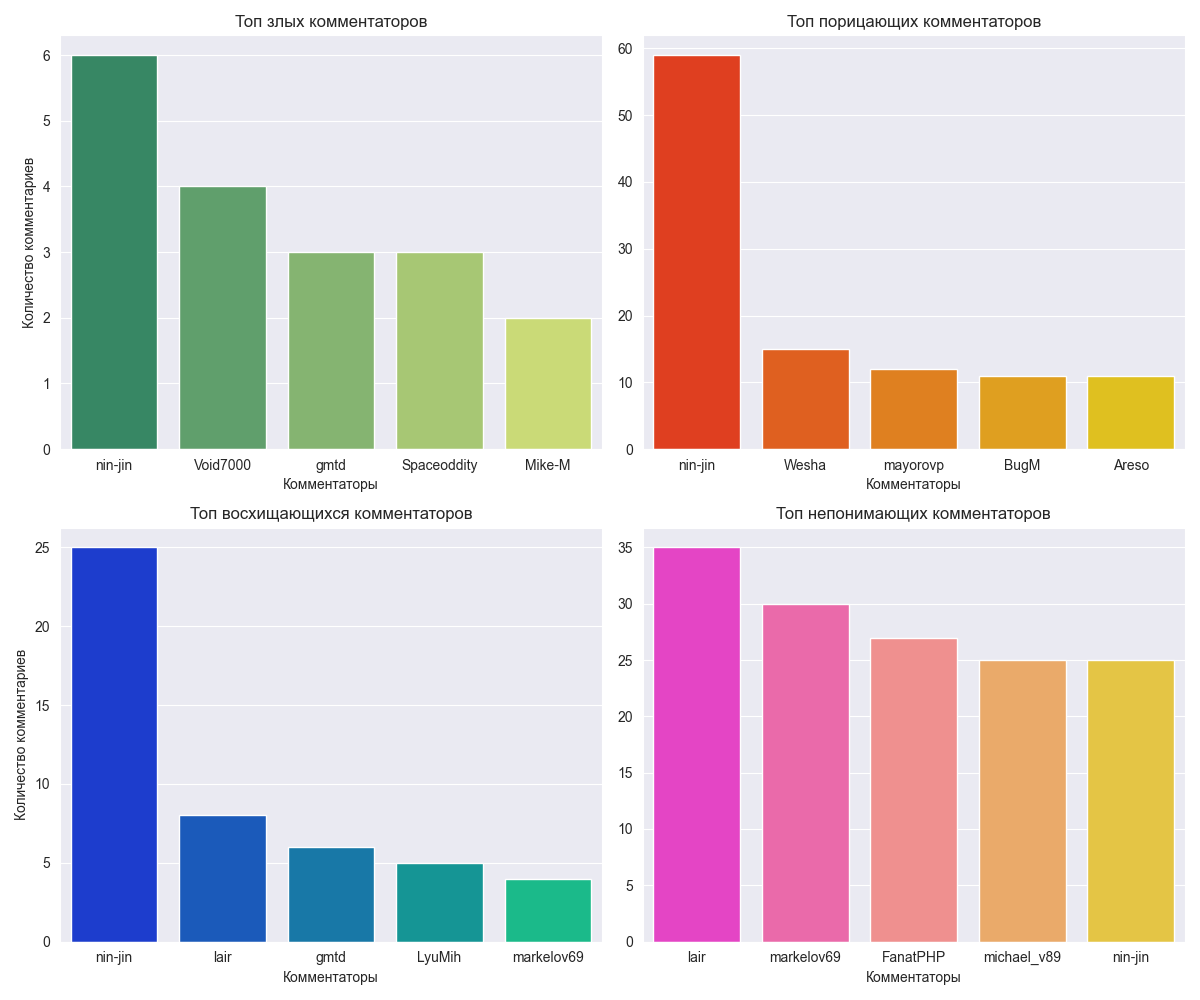 Топ злых комментаторов
Количество комментариев
6
5
4
3
2
1
0
nin-jin Void7000 gmtd Spaceoddity Mike-M
Комментаторы
Топ порицающих комментаторов
60
50
40
30
20
10
0
nin-jin Wesha mayorovp BugM Areso
Комментаторы
Топ восхищающихся комментаторов
Количество комментариев
25
20
15
10
5
0
nin-jin lair gmtd LyuMih markelov69
Комментаторы
Топ непонимающих комментаторов
35
30
25
20
15
10
5
0
lair markelov69 FanatPHP michael_v89 nin-jin
Комментаторы